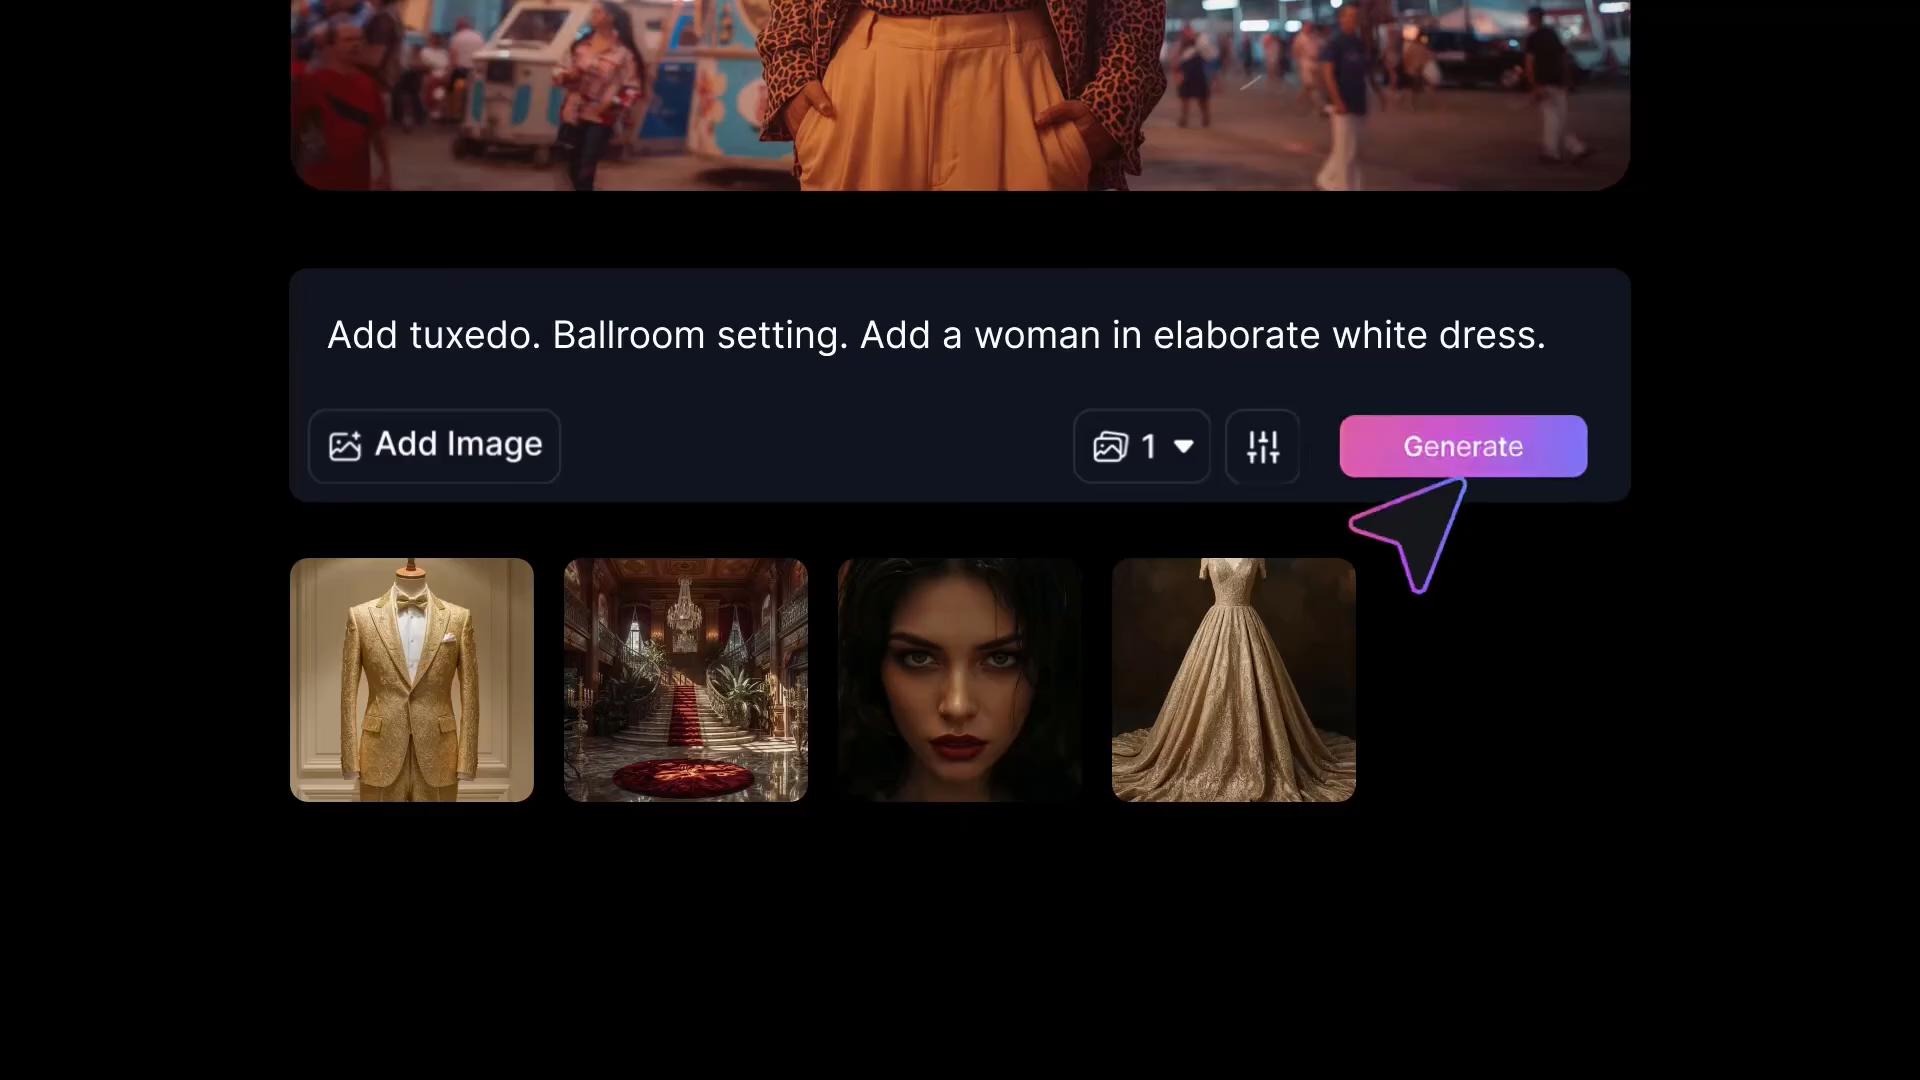 Add tuxedo. Ballroom setting. Add a woman in elaborate white dress.
Add Image
1
Generate